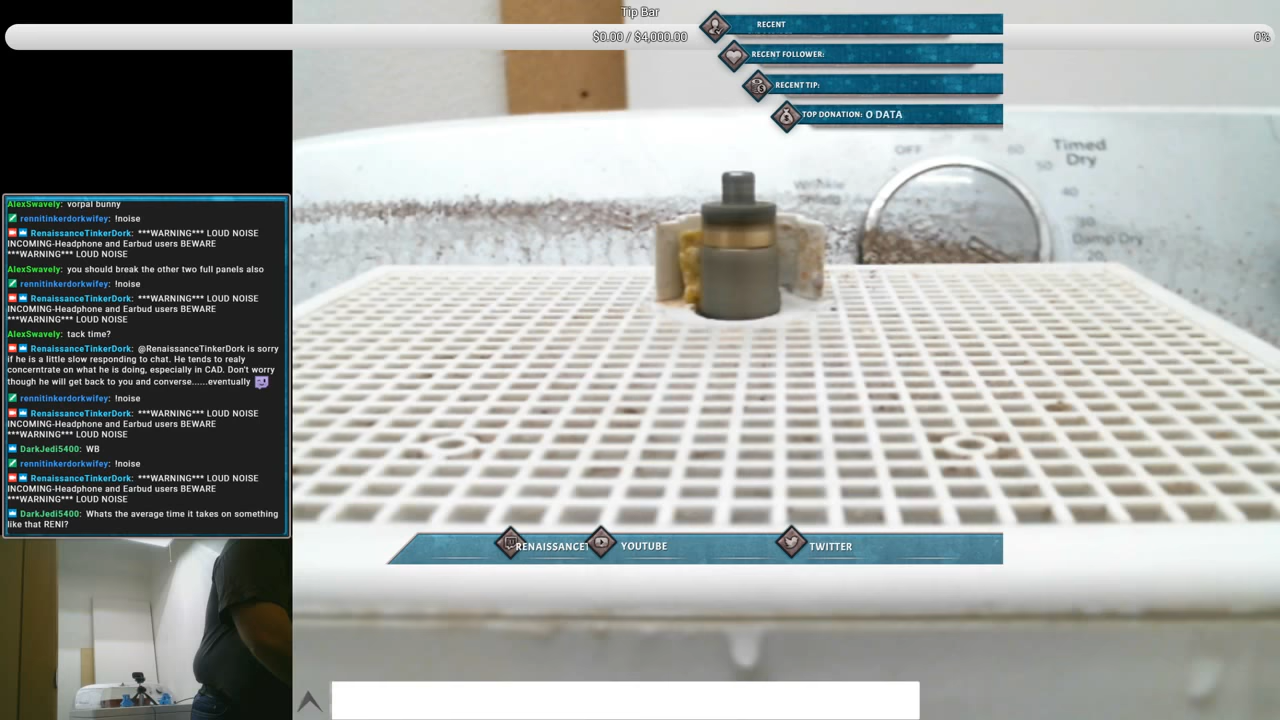 Tip Bar
$0.00 / $4,000.00
0%
RECENT
RECENT FOLLOWER:
RECENT TIP:
TOP DONATION: 0 DATA
OFF
60
Timed
Dry
50
40
30
Damp Dry
20
Wrinkle
AlexSwavely: vorpal bunny
rennitinkerdorkwifey: !noise
RenaissanceTinkerDork: ***WARNING*** LOUD NOISE
INCOMING-Headphone and Earbud users BEWARE
***WARNING*** LOUD NOISE
AlexSwavely: you should break the other two full panels also
rennitinkerdorkwifey: !noise
RenaissanceTinkerDork: ***WARNING*** LOUD NOISE
INCOMING-Headphone and Earbud users BEWARE
***WARNING*** LOUD NOISE
AlexSwavely: tack time?
RenaissanceTinkerDork: @RenaissanceTinkerDork is sorry
if he is a little slow responding to chat. He tends to realy
concerntrate on what he is doing, especially in CAD. Don't worry
though he will get back to you and converse......eventually
rennitinkerdorkwifey: !noise
RenaissanceTinkerDork: ***WARNING*** LOUD NOISE
INCOMING-Headphone and Earbud users BEWARE
***WARNING*** LOUD NOISE
DarkJedi5400: WB
rennitinkerdorkwifey: !noise
RenaissanceTinkerDork: ***WARNING*** LOUD NOISE
INCOMING-Headphone and Earbud users BEWARE
***WARNING*** LOUD NOISE
DarkJedi5400: Whats the average time it takes on something
like that RENI?
RENAISSANCET
YOUTUBE
TWITTER